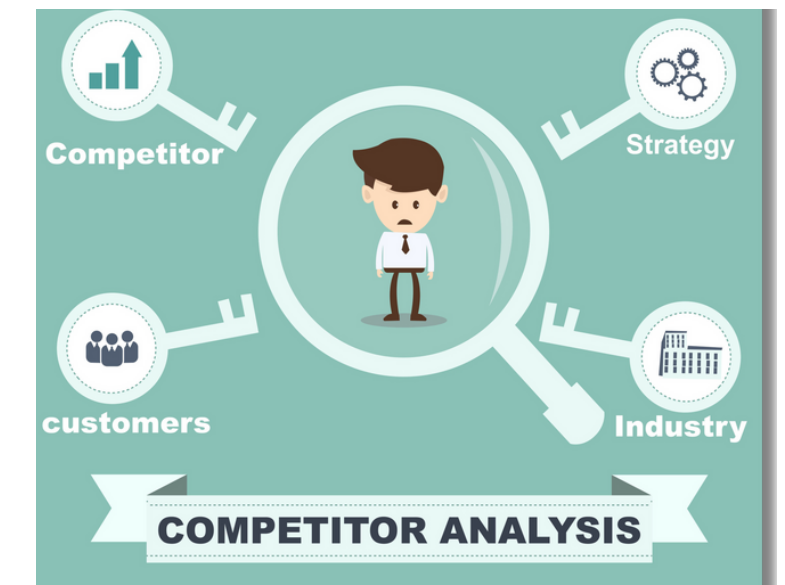 Competitor
Strategy
customers
Industry
COMPETITOR ANALYSIS